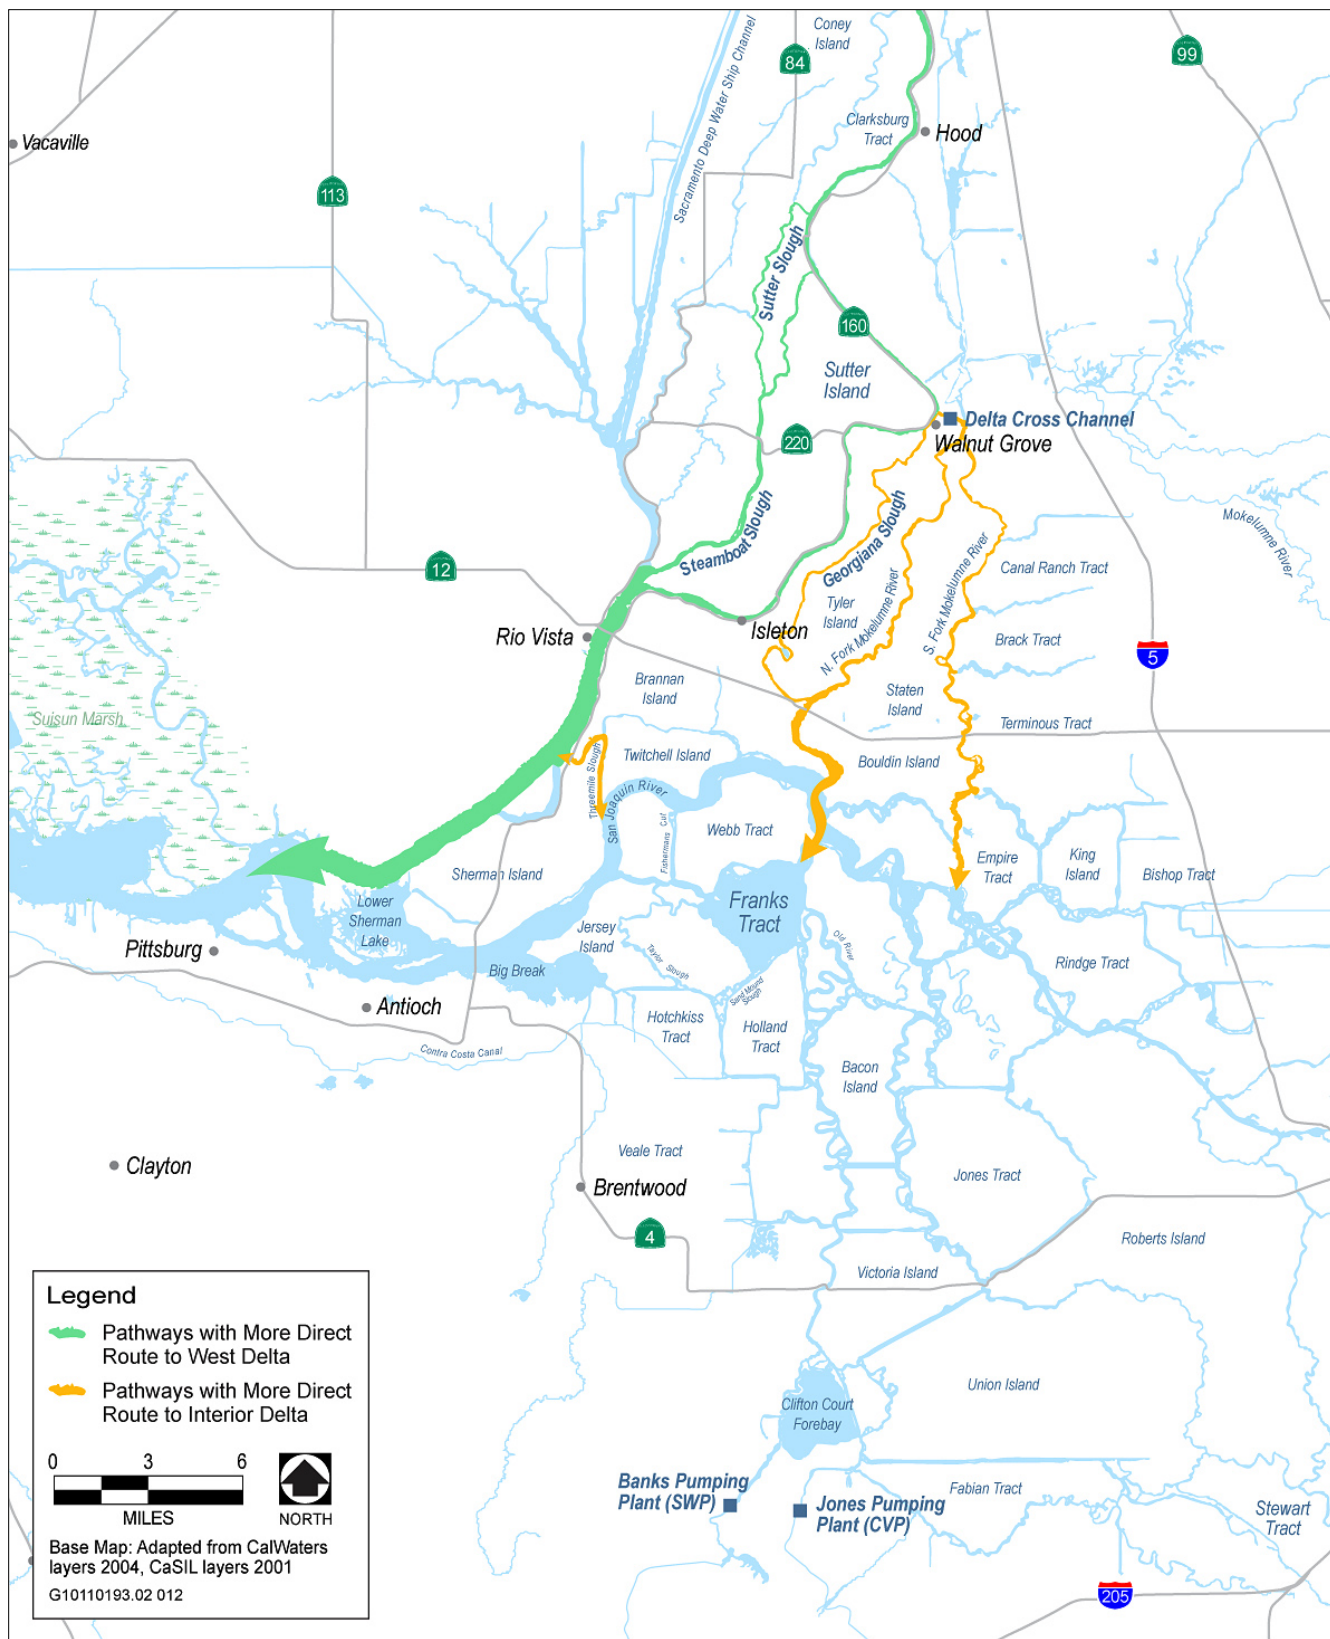 Coney
Island
84
99
Sacramento Deep Water Ship Channel
Clarksburg
Tract
Hood
Vacaville
113
Sutter Slough
160
Sutter
Island
Delta Cross Channel
Walnut Grove
220
Steamboat Slough
Georgiana Slough
Mokelumne River
12
Canal Ranch Tract
Tyler
Island
N. Fork Mokelumne River
S. Fork Mokelumne River
Isleton
Rio Vista
Brack Tract
5
Brannan
Island
Staten
Island
Suisun Marsh
Terminous Tract
Threemile Slough
Twitchell Island
Bouldin Island
San Joaquin River
Fishermans Cut
Webb Tract
Sherman Island
Empire
Tract
King
Island
Bishop Tract
Franks
Tract
Lower
Sherman
Lake
Jersey
Island
Old River
Pittsburg
Taylor Slough
Big Break
Rindge Tract
Sand Mound
Slough
Antioch
Hotchkiss
Tract
Holland
Tract
Contra Costa Canal
Bacon
Island
Veale Tract
Clayton
Jones Tract
Brentwood
4
Roberts Island
Victoria Island
Union Island
Clifton Court
Forebay
Banks Pumping
Plant (SWP)
Jones Pumping
Plant (CVP)
Fabian Tract
Stewart
Tract
205
Legend
Pathways with More Direct
Route to West Delta
Pathways with More Direct
Route to Interior Delta
0 3 6
MILES
NORTH
Base Map: Adapted from CalWaters
layers 2004, CaSIL layers 2001
G10110193.02 012